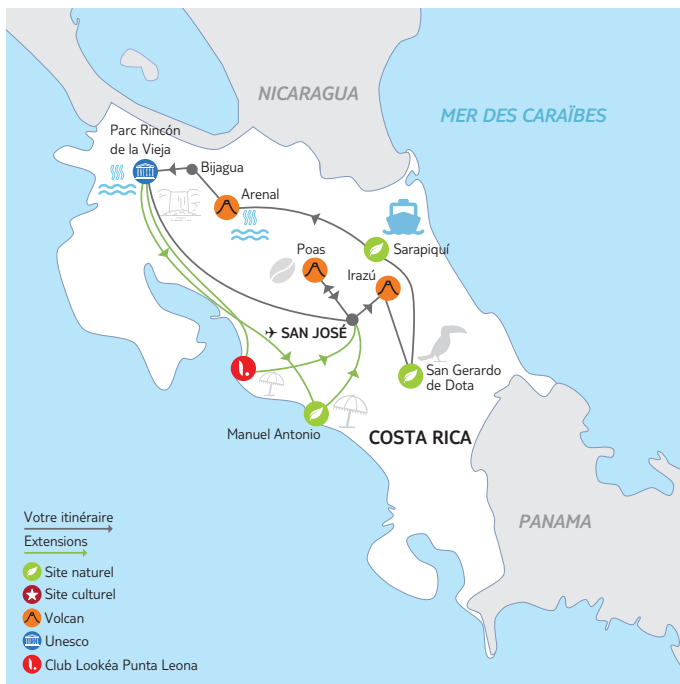 NICARAGUA
MER DES CARAÏBES
Parc Rincón
de la Vieja
Bijagua
Arenal
Sarapiquí
Poas
Irazú
SAN JOSÉ
San Gerardo
de Dota
Manuel Antonio
COSTA RICA
PANAMA
Votre itinéraire
Extensions
Site naturel
Site culturel
Volcan
Unesco
Club Lookéa Punta Leona